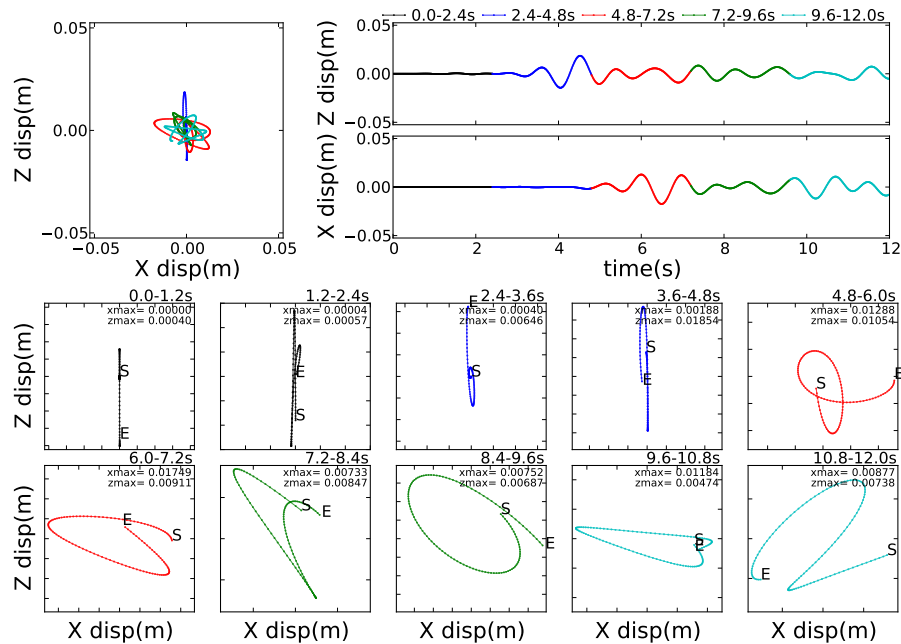 0.0-2.4s 2.4-4.8s 4.8-7.2s 7.2-9.6s 9.6-12.0s
0.05
0.00
−0.05
−0.05 0.00 0.05
Z disp(m)
X disp(m)
0.05
0.00
−0.05
Z disp(m)
0.05
0.00
−0.05
X disp(m)
0 2 4 6 8 10 12
time(s)
0.0-1.2s
xmax= 0.00000
zmax= 0.00040
S
E
1.2-2.4s
xmax= 0.00004
zmax= 0.00057
E
S
2.4-3.6s
xmax= 0.00040
zmax= 0.00646
E
S
3.6-4.8s
xmax= 0.00188
zmax= 0.01854
S
E
4.8-6.0s
xmax= 0.01288
zmax= 0.01054
S
E
Z disp(m)
6.0-7.2s
xmax= 0.01749
zmax= 0.00911
E
S
7.2-8.4s
xmax= 0.00733
zmax= 0.00847
S
E
8.4-9.6s
xmax= 0.00752
zmax= 0.00687
S
E
9.6-10.8s
xmax= 0.01184
zmax= 0.00474
S
E
10.8-12.0s
xmax= 0.00877
zmax= 0.00738
S
E
Z disp(m)
X disp(m) X disp(m) X disp(m) X disp(m) X disp(m)